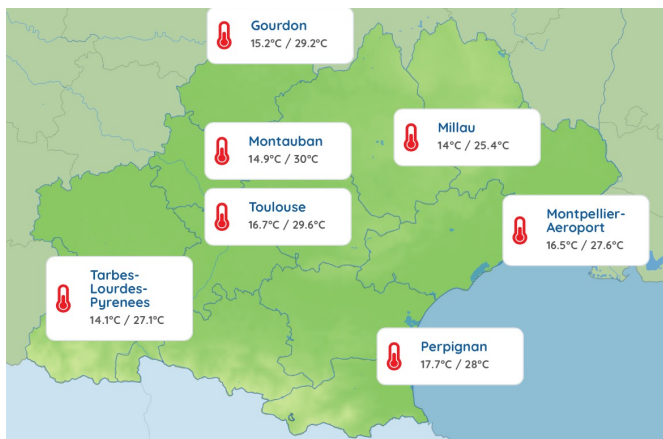 Gourdon
15.2°C / 29.2°C
Millau
14°C / 25.4°C
Montauban
14.9°C / 30°C
Toulouse
16.7°C / 29.6°C
Montpellier-
Aeroport
16.5°C / 27.6°C
Tarbes-
Lourdes-
Pyrenees
14.1°C / 27.1°C
Perpignan
17.7°C / 28°C